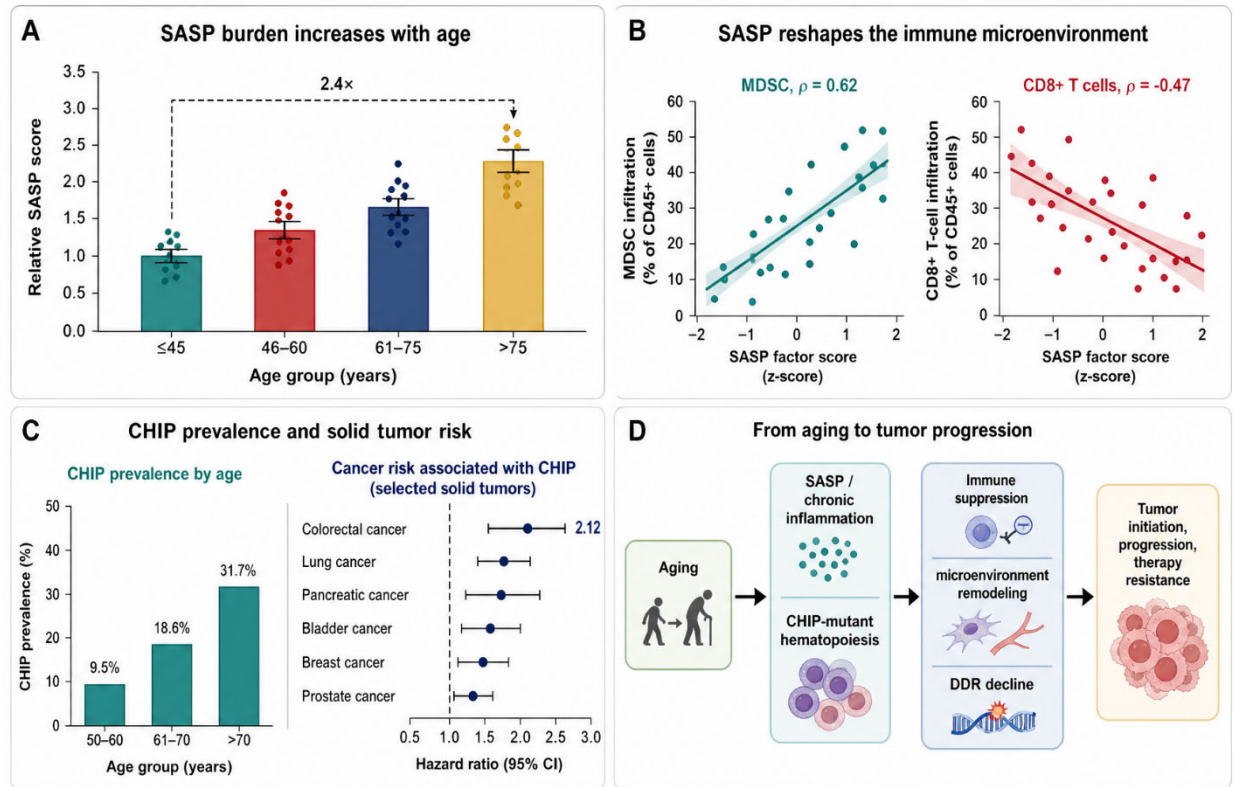 A
SASP burden increases with age
2.4×
Relative SASP score
3.5
3.0
2.5
2.0
1.5
1.0
0.5
0.0
≤45
46–60
61–75
>75
Age group (years)
B
SASP reshapes the immune microenvironment
MDSC, ρ = 0.62
MDSC infiltration
(% of CD45+ cells)
60
50
40
30
20
10
0
−2
−1
0
1
2
SASP factor score
(z-score)
CD8+ T cells, ρ = -0.47
CD8+ T-cell infiltration
(% of CD45+ cells)
60
50
40
30
20
10
0
−2
−1
0
1
2
SASP factor score
(z-score)
C
CHIP prevalence and solid tumor risk
CHIP prevalence by age
CHIP prevalence (%)
50
40
30
20
10
0
9.5%
18.6%
31.7%
50–60
61–70
>70
Age group (years)
Cancer risk associated with CHIP
(selected solid tumors)
Colorectal cancer
2.12
Lung cancer
Pancreatic cancer
Bladder cancer
Breast cancer
Prostate cancer
0.5
1.0
1.5
2.0
2.5
3.0
Hazard ratio (95% CI)
D
From aging to tumor progression
Aging
SASP /
chronic
inflammation
CHIP-mutant
hematopoiesis
Immune
suppression
microenvironment
remodeling
DDR decline
Tumor
initiation,
progression,
therapy
resistance